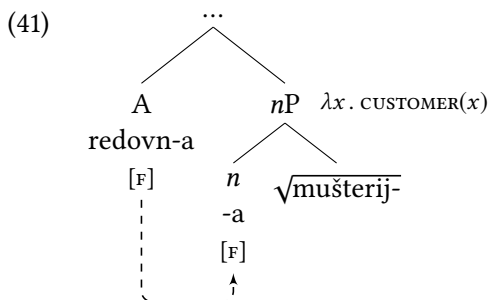 (41) ...
A nP λx . CUSTOMER(x)
redovn-a
n √mušterij-
[F]
-a
[F]